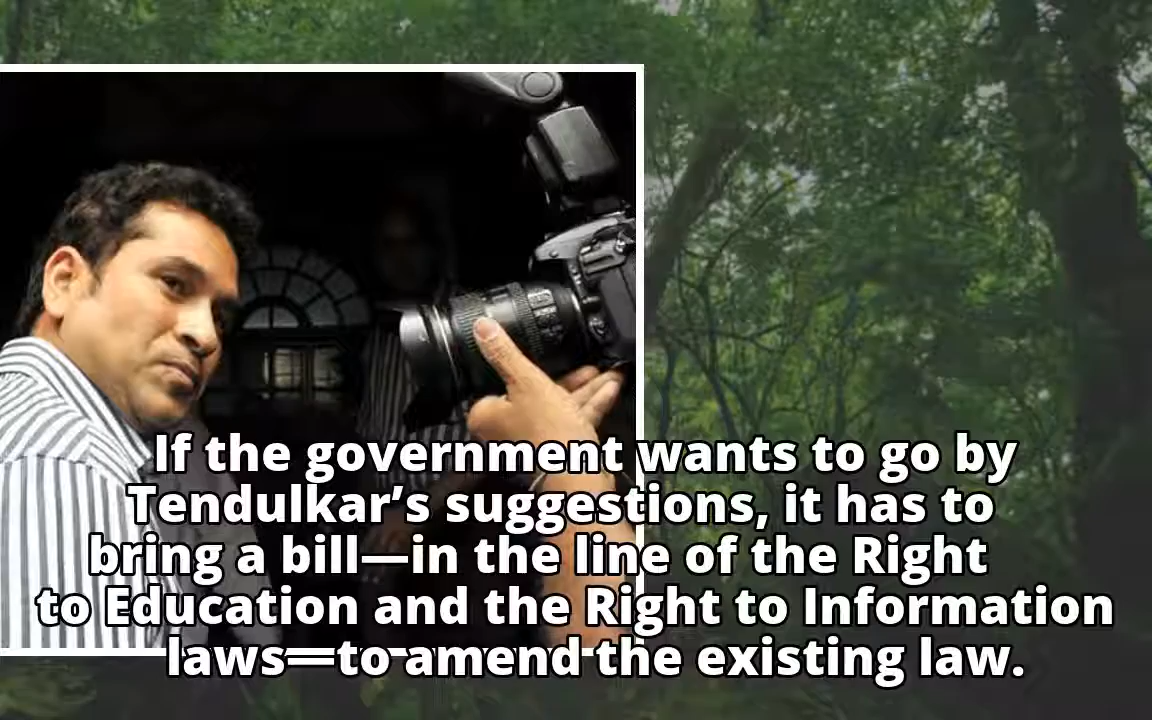 If the government wants to go by
Tendulkar’s suggestions, it has to
bring a bill—in the line of the Right
to Education and the Right to Information
laws—to amend the existing law.